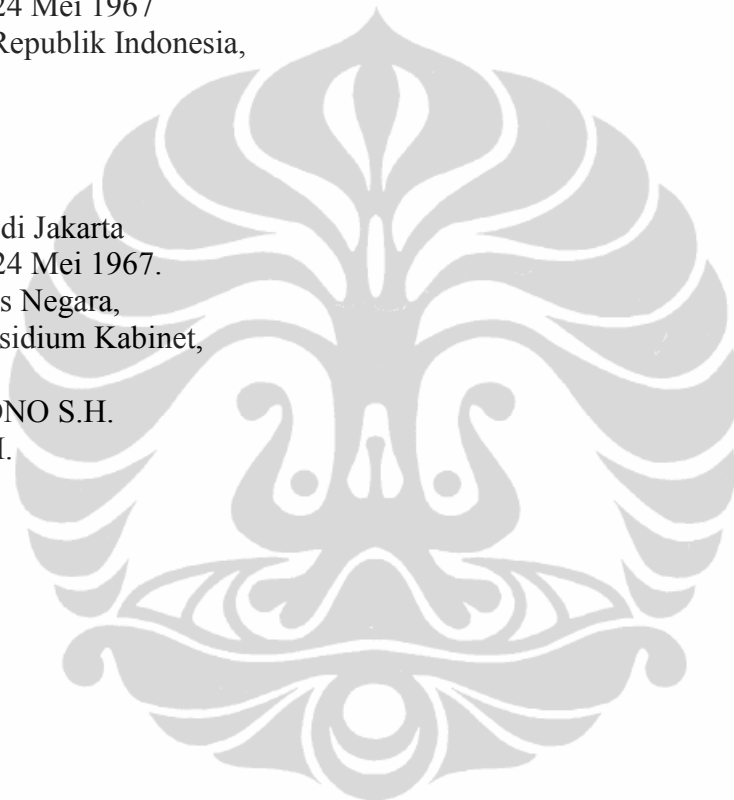 24 Mei 1967
Republik Indonesia,
di Jakarta
24 Mei 1967.
s Negara,
sidium Kabinet,
ONO S.H.